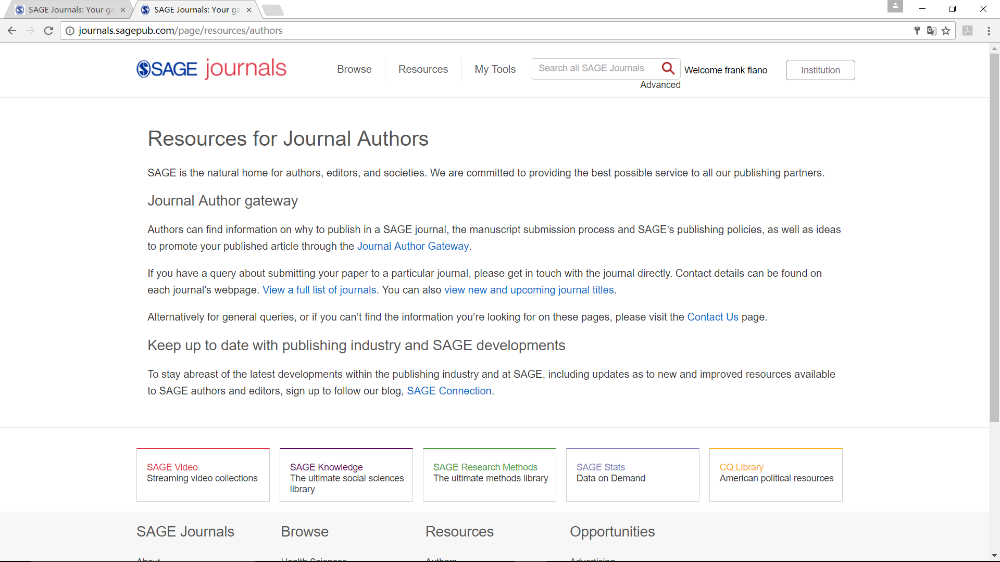 SAGE Journals: Your ga
SAGE Journals: Your ga
journals.sagepub.com/page/resources/authors
SAGE journals
Browse
Resources
My Tools
Search all SAGE Journals
Advanced
Welcome frank fiano
Institution
Resources for Journal Authors
SAGE is the natural home for authors, editors, and societies. We are committed to providing the best possible service to all our publishing partners.
Journal Author gateway
Authors can find information on why to publish in a SAGE journal, the manuscript submission process and SAGE’s publishing policies, as well as ideas
to promote your published article through the Journal Author Gateway.
If you have a query about submitting your paper to a particular journal, please get in touch with the journal directly. Contact details can be found on
each journal's webpage. View a full list of journals. You can also view new and upcoming journal titles.
Alternatively for general queries, or if you can’t find the information you’re looking for on these pages, please visit the Contact Us page.
Keep up to date with publishing industry and SAGE developments
To stay abreast of the latest developments within the publishing industry and at SAGE, including updates as to new and improved resources available
to SAGE authors and editors, sign up to follow our blog, SAGE Connection.
SAGE Video
Streaming video collections
SAGE Knowledge
The ultimate social sciences
library
SAGE Research Methods
The ultimate methods library
SAGE Stats
Data on Demand
CQ Library
American political resources
SAGE Journals
Browse
Resources
Opportunities
About
Health Sciences
Authors
Advertising